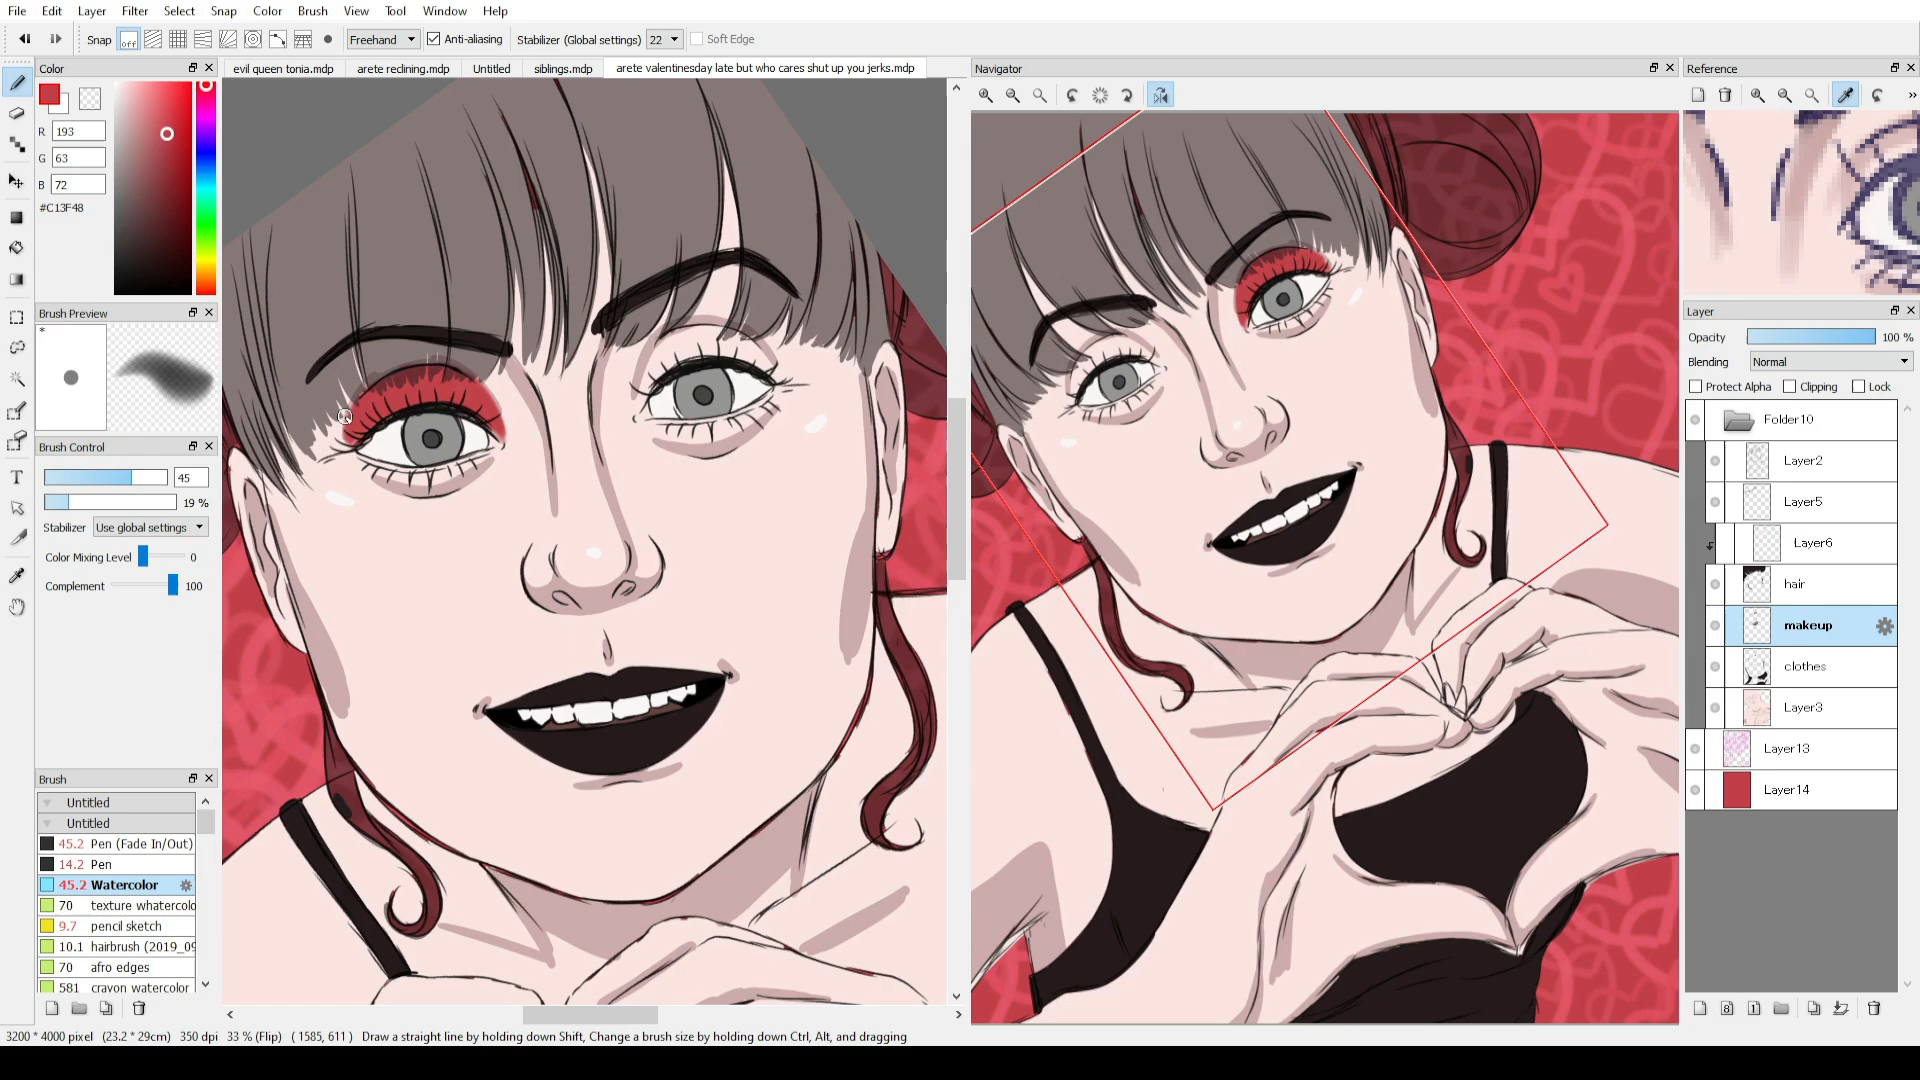 File Edit Layer Filter Select Snap Color Brush View Tool Window Help
Snap off Freehand Anti-aliasing Stabilizer (Global settings) 22 Soft Edge
Color
R 193
G 63
B 72
#C13F48
Brush Preview
*
Brush Control
45
19 %
Stabilizer Use global settings
Color Mixing Level 0
Complement 100
Brush
Untitled
Untitled
45.2 Pen (Fade In/Out)
14.2 Pen
45.2 Watercolor
70 texture whatercolo
9.7 pencil sketch
10.1 hairbrush (2019_09
70 afro edges
581 crayon watercolor
evil queen tonia.mdp arete reclining.mdp Untitled siblings.mdp arete valentinesday late but who cares shut up you jerks.mdp
Navigator
Reference
Layer
Opacity 100 %
Blending Normal
Protect Alpha Clipping Lock
Folder10
Layer2
Layer5
Layer6
hair
makeup
clothes
Layer3
Layer13
Layer14
3200 * 4000 pixel (23.2 * 29cm) 350 dpi 33 % (Flip) ( 1585, 611 ) Draw a straight line by holding down Shift, Change a brush size by holding down Ctrl, Alt, and dragging